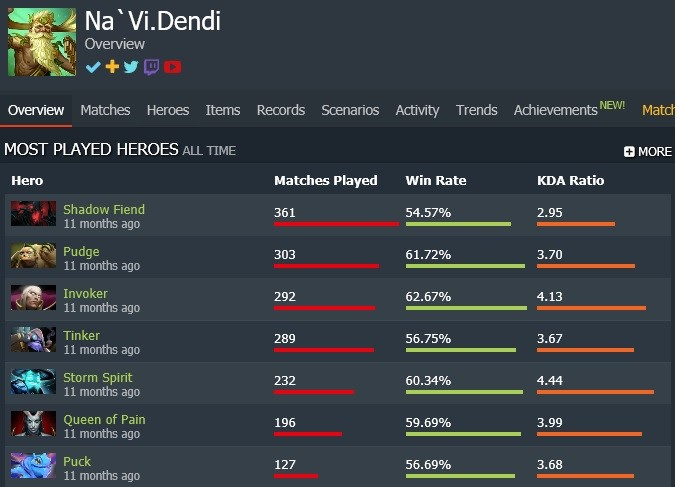 Na`Vi.Dendi
Overview
Overview Matches Heroes Items Records Scenarios Activity Trends Achievements NEW! Match
MOST PLAYED HEROES ALL TIME MORE
Hero Matches Played Win Rate KDA Ratio
Shadow Fiend 361 54.57% 2.95
11 months ago
Pudge 303 61.72% 3.70
11 months ago
Invoker 292 62.67% 4.13
11 months ago
Tinker 289 56.75% 3.67
11 months ago
Storm Spirit 232 60.34% 4.44
11 months ago
Queen of Pain 196 59.69% 3.99
11 months ago
Puck 127 56.69% 3.68
11 months ago